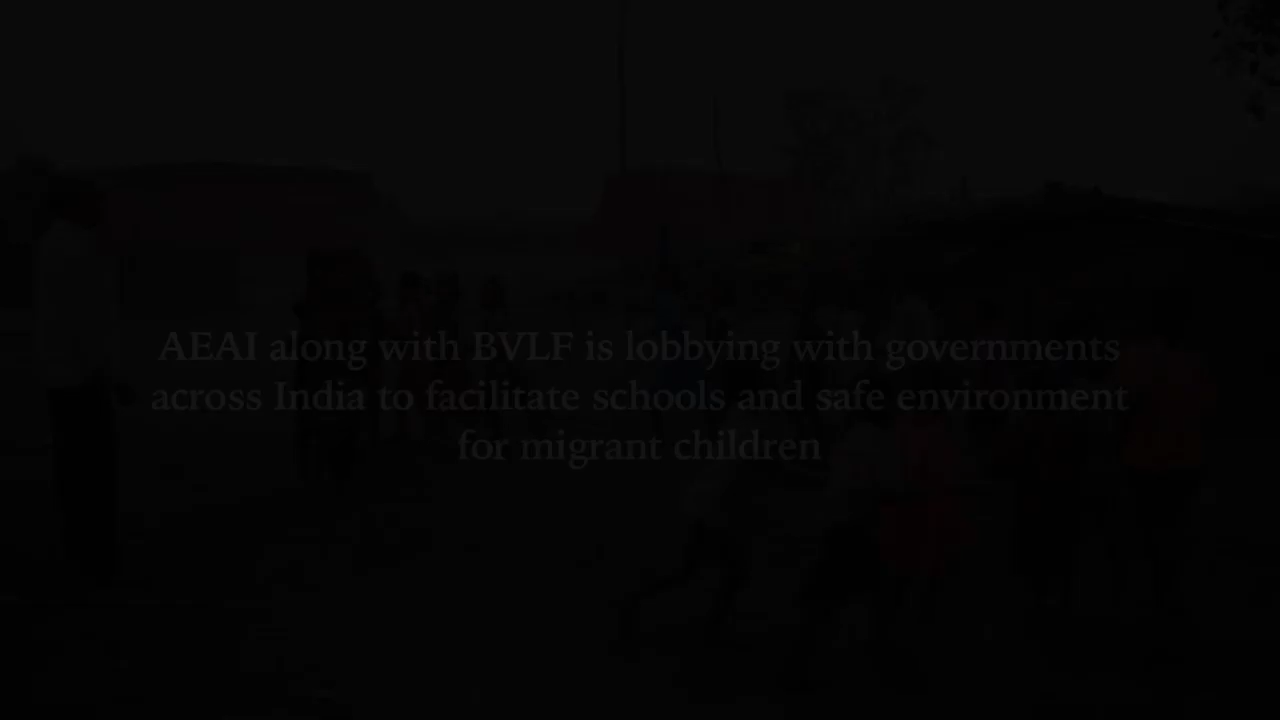 AEAI along with BVLF is lobbying with governments
across India to facilitate schools and safe environment
for migrant children